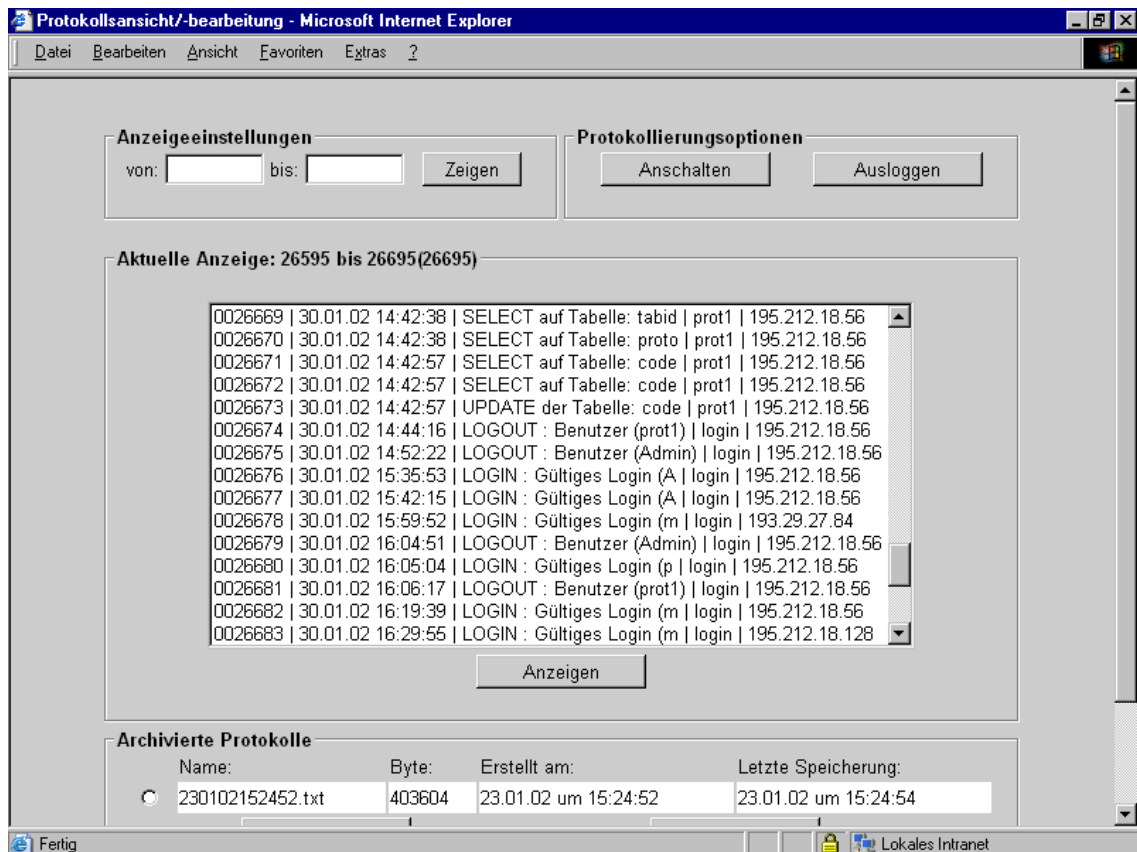 Protokollsansicht/-bearbeitung - Microsoft Internet Explorer
Datei Bearbeiten Ansicht Favoriten Extras ?
Anzeigeeinstellungen
von: bis: Zeigen
Protokollierungsoptionen
Anschalten Ausloggen
Aktuelle Anzeige: 26595 bis 26695(26695)
0026669 | 30.01.02 14:42:38 | SELECT auf Tabelle: tabid | prot1 | 195.212.18.56
0026670 | 30.01.02 14:42:38 | SELECT auf Tabelle: proto | prot1 | 195.212.18.56
0026671 | 30.01.02 14:42:57 | SELECT auf Tabelle: code | prot1 | 195.212.18.56
0026672 | 30.01.02 14:42:57 | SELECT auf Tabelle: code | prot1 | 195.212.18.56
0026673 | 30.01.02 14:42:57 | UPDATE der Tabelle: code | prot1 | 195.212.18.56
0026674 | 30.01.02 14:44:16 | LOGOUT : Benutzer (prot1) | login | 195.212.18.56
0026675 | 30.01.02 14:52:22 | LOGOUT : Benutzer (Admin) | login | 195.212.18.56
0026676 | 30.01.02 15:35:53 | LOGIN : Gültiges Login (A | login | 195.212.18.56
0026677 | 30.01.02 15:42:15 | LOGIN : Gültiges Login (A | login | 195.212.18.56
0026678 | 30.01.02 15:59:52 | LOGIN : Gültiges Login (m | login | 193.29.27.84
0026679 | 30.01.02 16:04:51 | LOGOUT : Benutzer (Admin) | login | 195.212.18.56
0026680 | 30.01.02 16:05:04 | LOGIN : Gültiges Login (p | login | 195.212.18.56
0026681 | 30.01.02 16:06:17 | LOGOUT : Benutzer (prot1) | login | 195.212.18.56
0026682 | 30.01.02 16:19:39 | LOGIN : Gültiges Login (m | login | 195.212.18.56
0026683 | 30.01.02 16:29:55 | LOGIN : Gültiges Login (m | login | 195.212.18.128
Anzeigen
Archivierte Protokolle
Name: Byte: Erstellt am: Letzte Speicherung:
230102152452.txt 403604 23.01.02 um 15:24:52 23.01.02 um 15:24:54
Fertig Lokales Intranet